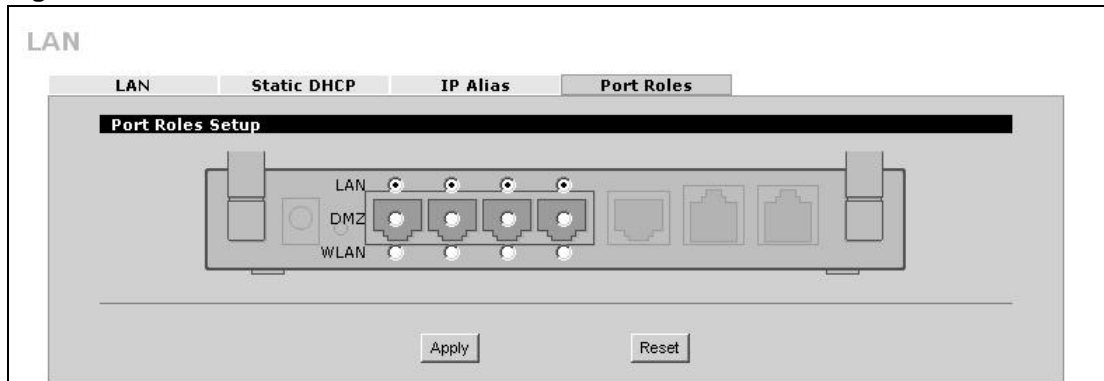 LAN
LAN Static DHCP IP Alias Port Roles
Port Roles Setup
LAN
DMZ
WLAN
Apply Reset